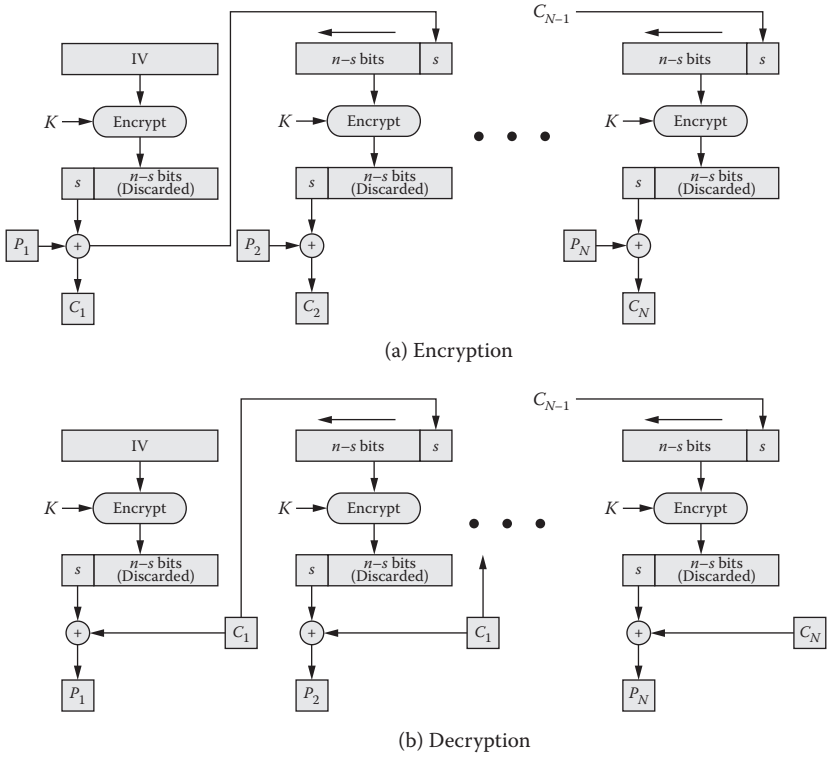 C_{N–1}
IV
n–s bits
s
n–s bits
s
K
Encrypt
K
Encrypt
K
Encrypt
s
n–s bits
(Discarded)
s
n–s bits
(Discarded)
s
n–s bits
(Discarded)
P_1
+
P_2
+
P_N
+
C_1
C_2
C_N
(a) Encryption
C_{N–1}
IV
n–s bits
s
n–s bits
s
K
Encrypt
K
Encrypt
K
Encrypt
s
n–s bits
(Discarded)
s
n–s bits
(Discarded)
s
n–s bits
(Discarded)
+
C_1
+
C_1
+
C_N
P_1
P_2
P_N
(b) Decryption